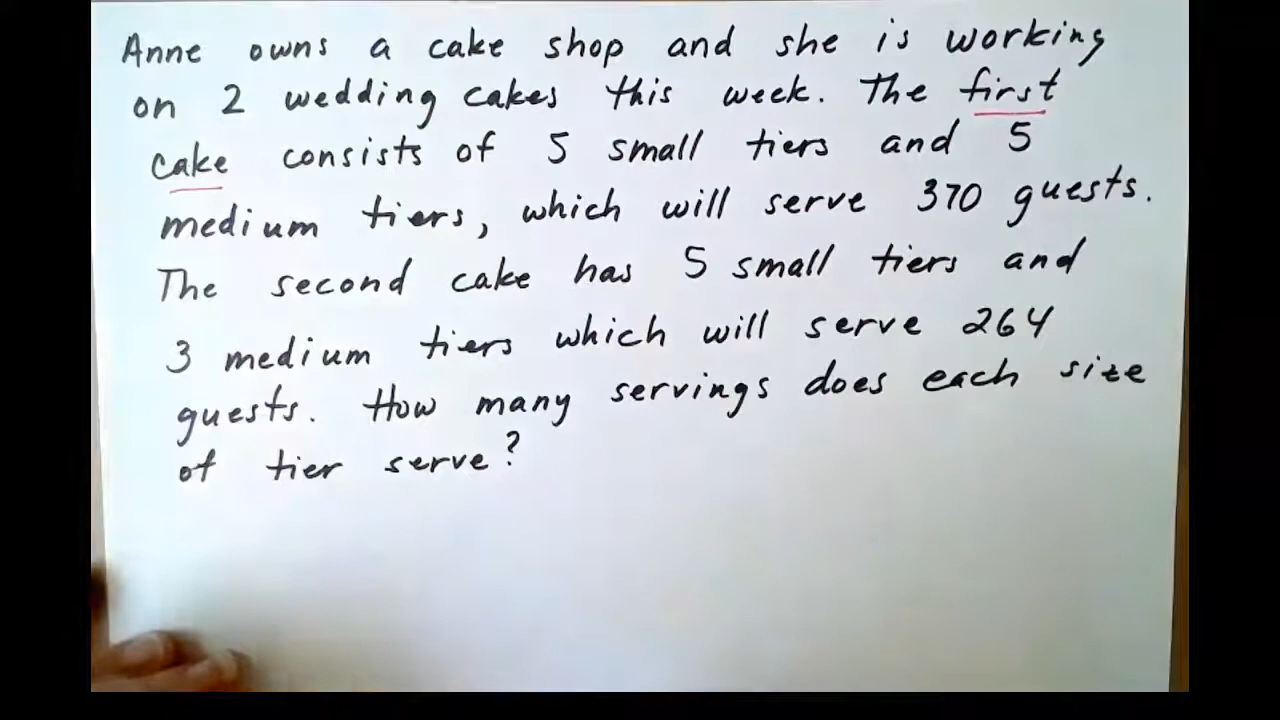 Anne owns a cake shop and she is working
on 2 wedding cakes this week. The first
cake consists of 5 small tiers and 5
medium tiers, which will serve 370 guests.
The second cake has 5 small tiers and
3 medium tiers which will serve 264
guests. How many servings does each size
of tier serve?